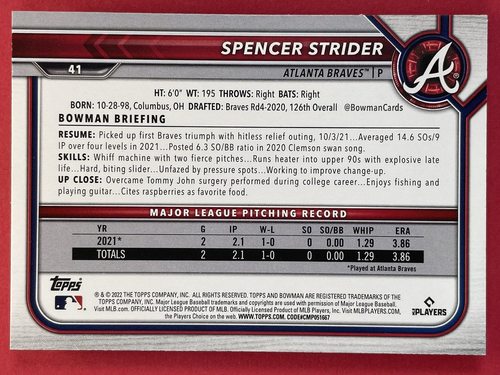 SPENCER STRIDER
41
ATLANTA BRAVES™ | P
A
HT: 6'0" WT: 195 THROWS: Right BATS: Right
BORN: 10-28-98, Columbus, OH DRAFTED: Braves Rd4-2020, 126th Overall @BowmanCards
BOWMAN BRIEFING
RESUME: Picked up first Braves triumph with hitless relief outing, 10/3/21...Averaged 14.6 SOs/9
IP over four levels in 2021...Posted 6.3 SO/BB ratio in 2020 Clemson swan song.
SKILLS: Whiff machine with two fierce pitches...Runs heater into upper 90s with explosive late
life...Hard, biting slider...Unfazed by pressure spots...Working to improve change-up.
UP CLOSE: Overcame Tommy John surgery performed during college career...Enjoys fishing and
playing guitar...Cites raspberries as favorite food.
MAJOR LEAGUE PITCHING RECORD
YR G IP W-L SO SO/BB WHIP ERA
2021* 2 2.1 1-0 0 0.00 1.29 3.86
TOTALS 2 2.1 1-0 0 0.00 1.29 3.86
*Played at Atlanta Braves
Topps
® & © 2022 THE TOPPS COMPANY, INC. ALL RIGHTS RESERVED. TOPPS AND BOWMAN ARE REGISTERED TRADEMARKS OF THE
TOPPS COMPANY, INC. Major League Baseball trademarks and copyrights are used with permission of Major League Baseball.
Visit MLB.com. OFFICIALLY LICENSED PRODUCT OF MLB. Officially Licensed Product of MLB Players, Inc. Visit MLBPLAYERS.COM,
the Players Choice on the web. WWW.TOPPS.COM. CODE#CMP051667
MLB PLAYERS